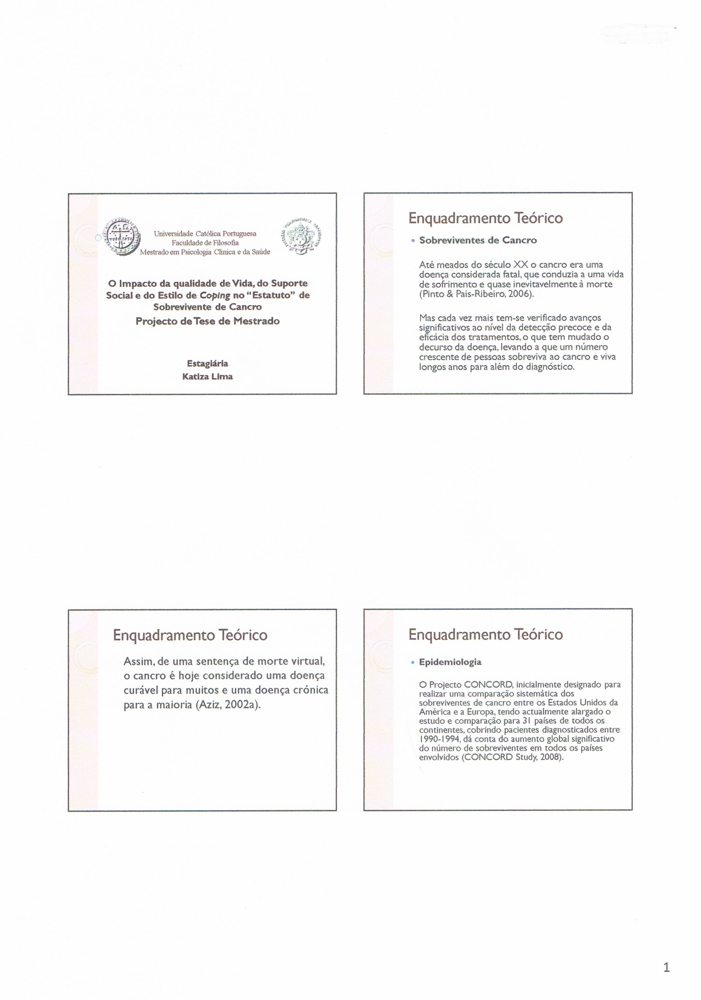 Universidade Católica Portuguesa
Faculdade de Filosofia
Mestrado em Psicologia Clínica e da Saúde
O Impacto da qualidade de Vida, do Suporte
Social e do Estilo de Coping no “Estatuto” de
Sobrevivente de Cancro
Projecto de Tese de Mestrado
Estagiária
Katiza Lima
Enquadramento Teórico
• Sobreviventes de Cancro
Até meados do século XX o cancro era uma
doença considerada fatal, que conduzia a uma vida
de sofrimento e quase inevitavelmente à morte
(Pinto & Pais-Ribeiro, 2006).
Mas cada vez mais tem-se verificado avanços
significativos ao nível da detecção precoce e da
eficácia dos tratamentos, o que tem mudado o
decurso da doença, levando a que um número
crescente de pessoas sobreviva ao cancro e viva
longos anos para além do diagnóstico.
Enquadramento Teórico
Assim, de uma sentença de morte virtual,
o cancro é hoje considerado uma doença
curável para muitos e uma doença crónica
para a maioria (Aziz, 2002a).
Enquadramento Teórico
• Epidemiologia
O Projecto CONCORD, inicialmente designado para
realizar uma comparação sistemática dos
sobreviventes de cancro entre os Estados Unidos da
América e a Europa, tendo actualmente alargado o
estudo e comparação para 31 países de todos os
continentes, cobrindo pacientes diagnosticados entre
1990-1994, dá conta do aumento global significativo
do número de sobreviventes em todos os países
envolvidos (CONCORD Study, 2008).
1